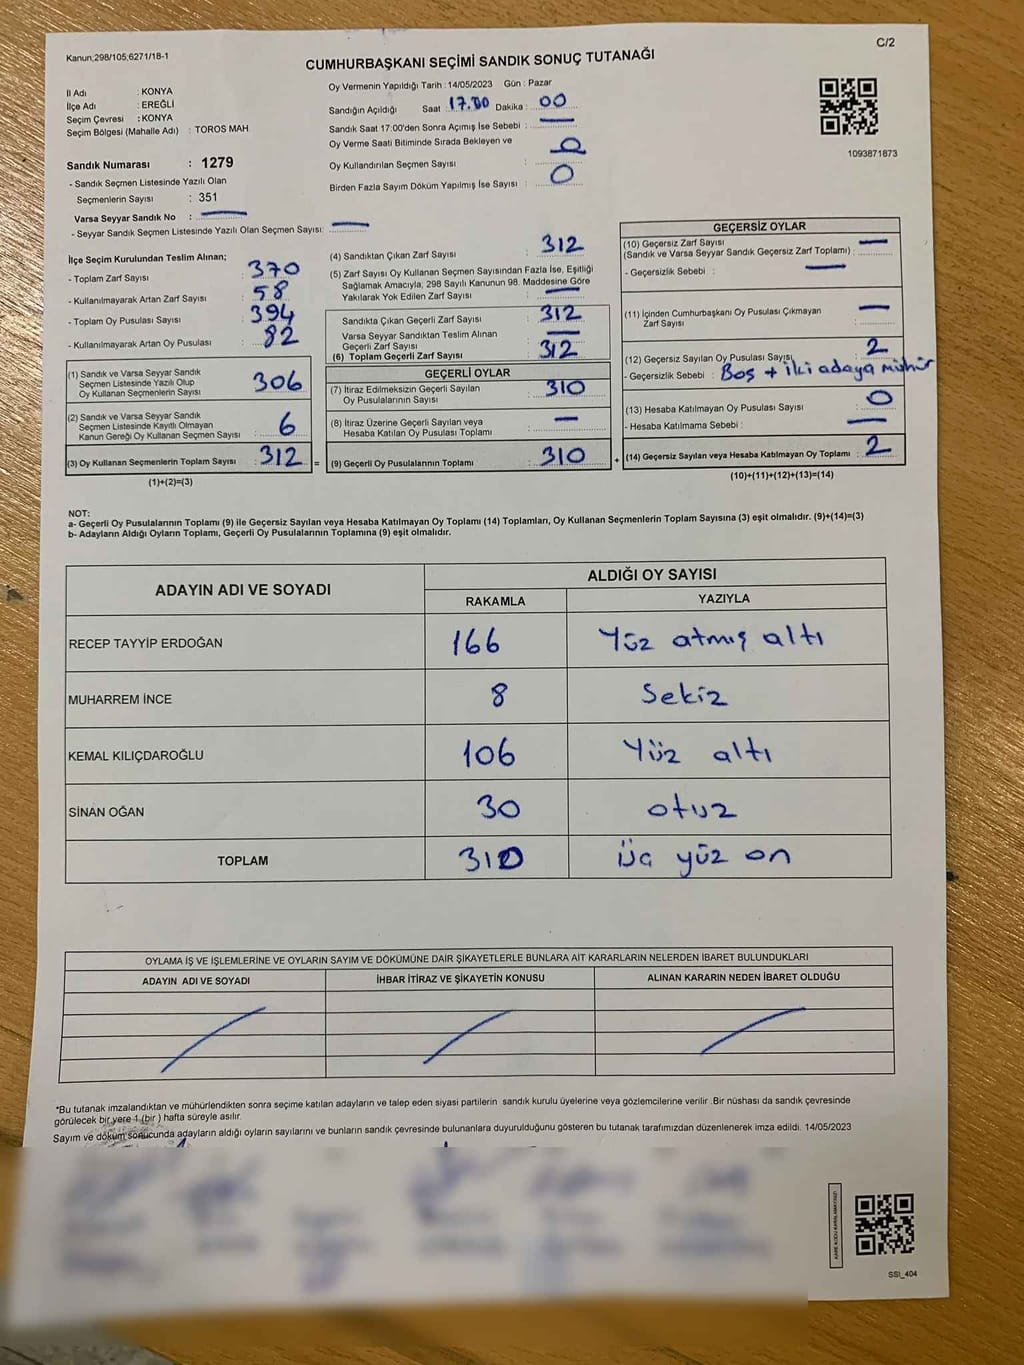 Kanun;298/105,6271/18-1
C/2
CUMHURBAŞKANI SEÇİMİ SANDIK SONUÇ TUTANAĞI
İl Adı : KONYA
İlçe Adı : EREĞLİ
Seçim Çevresi : KONYA
Seçim Bölgesi (Mahalle Adı) : TOROS MAH
Sandık Numarası : 1279
- Sandık Seçmen Listesinde Yazılı Olan
Seçmenlerin Sayısı : 351
Varsa Seyyar Sandık No :
- Seyyar Sandık Seçmen Listesinde Yazılı Olan Seçmen Sayısı:
Oy Vermenin Yapıldığı Tarih : 14/05/2023 Gün : Pazar
Sandığın Açıldığı Saat 17.00 Dakika : 00
Sandık Saat 17:00'den Sonra Açımış İse Sebebi :
Oy Verme Saati Bitiminde Sırada Bekleyen ve
Oy Kullandırılan Seçmen Sayısı : 0
Birden Fazla Sayım Döküm Yapılmış İse Sayısı : 0
1093871873
İlçe Seçim Kurulundan Teslim Alınan;
- Toplam Zarf Sayısı : 370
- Kullanılmayarak Artan Zarf Sayısı : 58
- Toplam Oy Pusulası Sayısı : 394
- Kullanılmayarak Artan Oy Pusulası : 82
(1) Sandık ve Varsa Seyyar Sandık
Seçmen Listesinde Yazılı Olup
Oy Kullanan Seçmenlerin Sayısı : 306
(2) Sandık ve Varsa Seyyar Sandık
Seçmen Listesinde Kayıtlı Olmayan
Kanun Gereği Oy Kullanan Seçmen Sayısı : 6
(3) Oy Kullanan Seçmenlerin Toplam Sayısı : 312 =
(1)+(2)=(3)
(4) Sandıktan Çıkan Zarf Sayısı : 312
(5) Zarf Sayısı Oy Kullanan Seçmen Sayısından Fazla İse, Eşitliği
Sağlamak Amacıyla; 298 Sayılı Kanunun 98. Maddesine Göre
Yakılarak Yok Edilen Zarf Sayısı :
Sandıkta Çıkan Geçerli Zarf Sayısı : 312
Varsa Seyyar Sandıktan Teslim Alınan
Geçerli Zarf Sayısı :
(6) Toplam Geçerli Zarf Sayısı : 312
GEÇERLİ OYLAR
(7) İtiraz Edilmeksizin Geçerli Sayılan
Oy Pusulalarının Sayısı : 310
(8) İtiraz Üzerine Geçerli Sayılan veya
Hesaba Katılan Oy Pusulası Toplamı :
(9) Geçerli Oy Pusulalarının Toplamı : 310 +
GEÇERSİZ OYLAR
(10) Geçersiz Zarf Sayısı
(Sandık ve Varsa Seyyar Sandık Geçersiz Zarf Toplamı) :
- Geçersizlik Sebebi :
(11) İçinden Cumhurbaşkanı Oy Pusulası Çıkmayan
Zarf Sayısı :
(12) Geçersiz Sayılan Oy Pusulası Sayısı : 2
- Geçersizlik Sebebi : Boş + iki adaya mühür
(13) Hesaba Katılmayan Oy Pusulası Sayısı : 0
- Hesaba Katılmama Sebebi :
(14) Geçersiz Sayılan veya Hesaba Katılmayan Oy Toplamı : 2
(10)+(11)+(12)+(13)=(14)
NOT:
a- Geçerli Oy Pusulalarının Toplamı (9) ile Geçersiz Sayılan veya Hesaba Katılmayan Oy Toplamı (14) Toplamları, Oy Kullanan Seçmenlerin Toplam Sayısına (3) eşit olmalıdır. (9)+(14)=(3)
b- Adayların Aldığı Oyların Toplamı, Geçerli Oy Pusulalarının Toplamına (9) eşit olmalıdır.
ADAYIN ADI VE SOYADI ALDIĞI OY SAYISI
RAKAMLA YAZIYLA
RECEP TAYYİP ERDOĞAN 166 Yüz atmış altı
MUHARREM İNCE 8 Sekiz
KEMAL KILIÇDAROĞLU 106 Yüz altı
SİNAN OĞAN 30 otuz
TOPLAM 310 üç yüz on
OYLAMA İŞ VE İŞLEMLERİNE VE OYLARIN SAYIM VE DÖKÜMÜNE DAİR ŞİKAYETLERLE BUNLARA AİT KARARLARIN NELERDEN İBARET BULUNDUKLARI
ADAYIN ADI VE SOYADI İHBAR İTİRAZ VE ŞİKAYETİN KONUSU ALINAN KARARIN NEDEN İBARET OLDUĞU
*Bu tutanak imzalandıktan ve mühürlendikten sonra seçime katılan adayların ve talep eden siyasi partilerin sandık kurulu üyelerine veya gözlemcilerine verilir .Bir nüshası da sandık çevresinde
görülecek bir yere 1 (bir ) hafta süreyle asılır.
Sayım ve döküm sonucunda adayların aldığı oyların sayılarını ve bunların sandık çevresinde bulunanlara duyurulduğunu gösteren bu tutanak tarafımızdan düzenlenerek imza edildi. 14/05/2023
KARE KODU KARALAMAYINIZ!
SSI_404